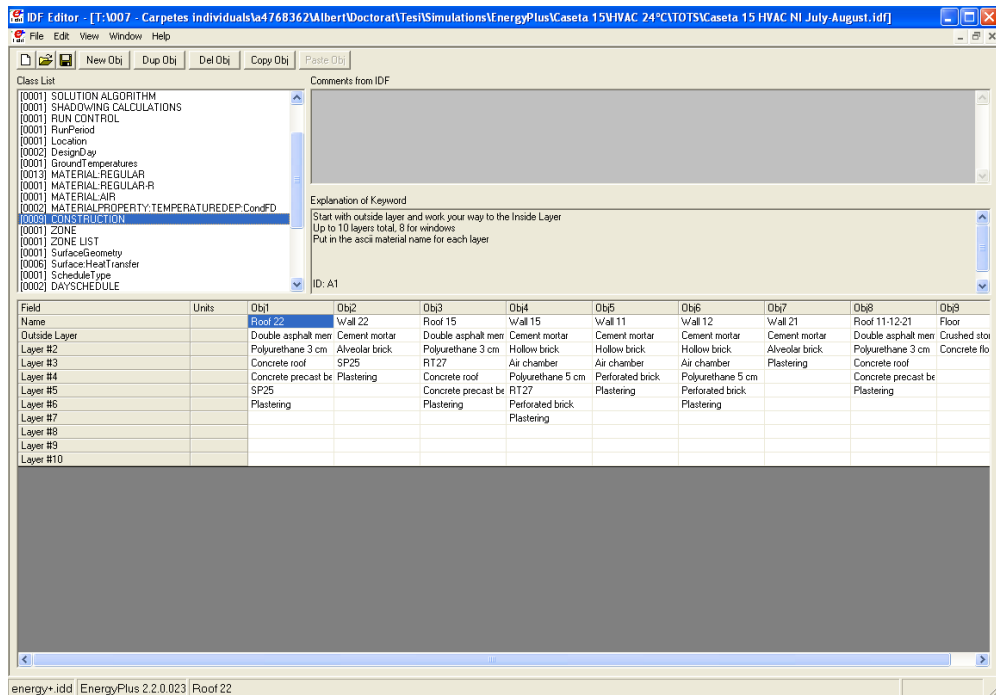 IDF Editor - [T:\007 - Carpetes individuals\a4768362\Albert\Doctorat\Tesi\Simulations\EnergyPlus\Caseta 15\HVAC 24°C\TOTS\Caseta 15 HVAC NI July-August.idf]
File Edit View Window Help
New Obj Dup Obj Del Obj Copy Obj Paste Obj
Class List
[0001] SOLUTION ALGORITHM
[0001] SHADOWING CALCULATIONS
[0001] RUN CONTROL
[0001] RunPeriod
[0001] Location
[0002] DesignDay
[0001] GroundTemperatures
[0013] MATERIAL:REGULAR
[0001] MATERIAL:REGULAR-R
[0001] MATERIAL:AIR
[0002] MATERIALPROPERTY:TEMPERATUREDEP:CondFD
[0009] CONSTRUCTION
[0001] ZONE
[0001] ZONE LIST
[0001] SurfaceGeometry
[0006] Surface:HeatTransfer
[0001] ScheduleType
[0002] DAYSCHEDULE
Comments from IDF
Explanation of Keyword
Start with outside layer and work your way to the Inside Layer
Up to 10 layers total, 8 for windows
Put in the ascii material name for each layer
ID: A1
Field Units Obj1 Obj2 Obj3 Obj4 Obj5 Obj6 Obj7 Obj8 Obj9
Name Roof 22 Wall 22 Roof 15 Wall 15 Wall 11 Wall 12 Wall 21 Roof 11-12-21 Floor
Outside Layer Double asphalt mem Cement mortar Double asphalt mem Cement mortar Cement mortar Cement mortar Cement mortar Double asphalt mem Crushed stor
Layer #2 Polyurethane 3 cm Alveolar brick Polyurethane 3 cm Hollow brick Hollow brick Hollow brick Alveolar brick Polyurethane 3 cm Concrete flo
Layer #3 Concrete roof SP25 RT27 Air chamber Air chamber Air chamber Plastering Concrete roof
Layer #4 Concrete precast be Plastering Concrete roof Polyurethane 5 cm Perforated brick Polyurethane 5 cm Concrete precast be
Layer #5 SP25 Concrete precast be RT27 Plastering Perforated brick Plastering
Layer #6 Plastering Plastering Perforated brick Plastering
Layer #7 Plastering
Layer #8
Layer #9
Layer #10
energy+.idd EnergyPlus 2.2.0.023 Roof 22